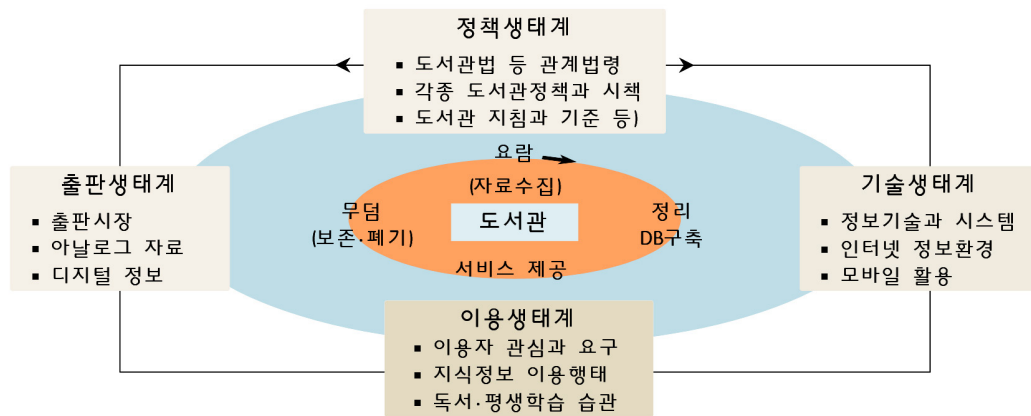 정책생태계
▪ 도서관법 등 관계법령
▪ 각종 도서관정책과 시책
▪ 도서관 지침과 기준 등)
출판생태계
▪ 출판시장
▪ 아날로그 자료
▪ 디지털 정보
요람
(자료수집)
무덤
(보존·폐기)
도서관
정리
DB구축
서비스 제공
기술생태계
▪ 정보기술과 시스템
▪ 인터넷 정보환경
▪ 모바일 활용
이용생태계
▪ 이용자 관심과 요구
▪ 지식정보 이용행태
▪ 독서·평생학습 습관